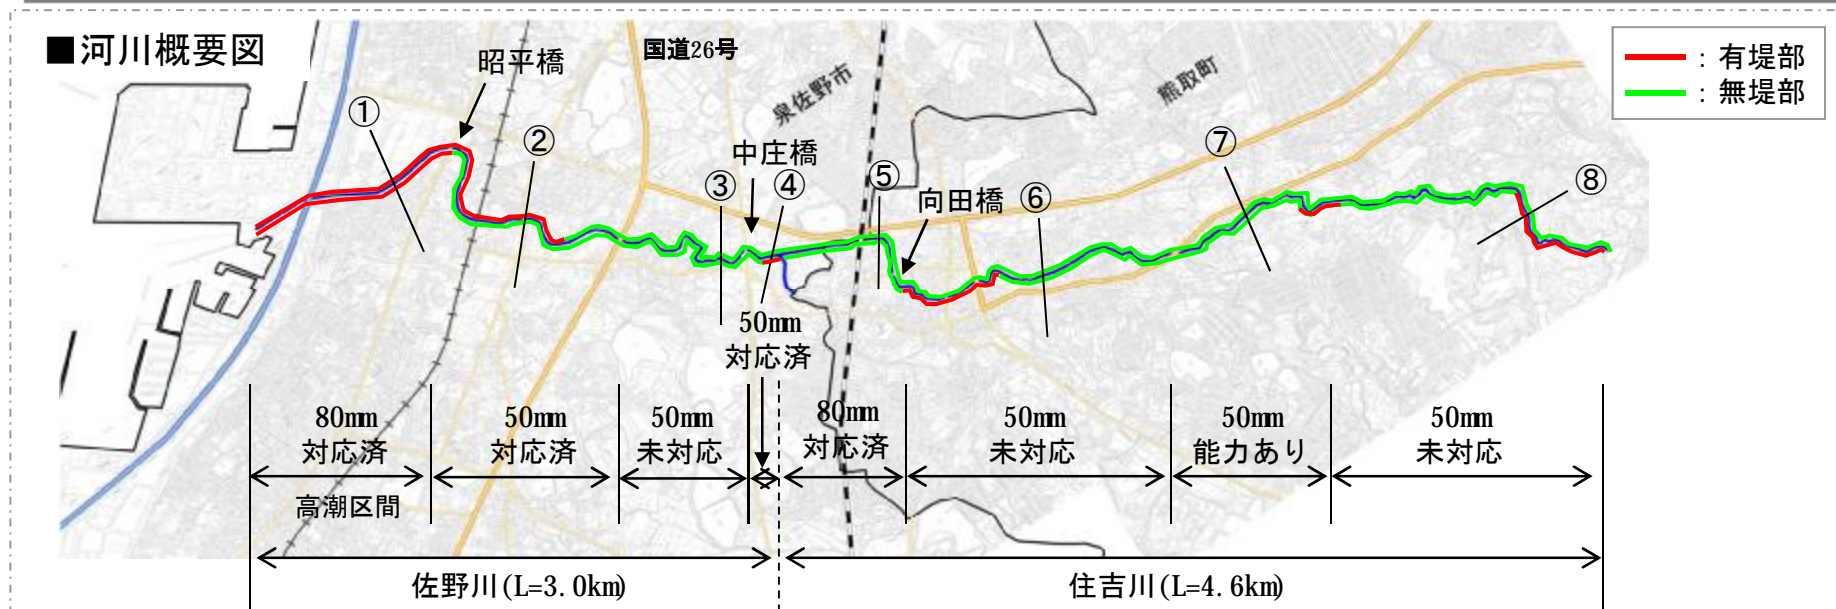 ■河川概要図
昭平橋
国道26号
泉佐野市
熊取町
：有堤部
：無堤部
①
②
中庄橋
③
④
⑤
向田橋
⑥
⑦
⑧
50mm
対応済
80mm
対応済
50mm
対応済
50mm
未対応
80mm
対応済
50mm
未対応
50mm
能力あり
50mm
未対応
高潮区間
佐野川(L=3.0km)
住吉川(L=4.6km)